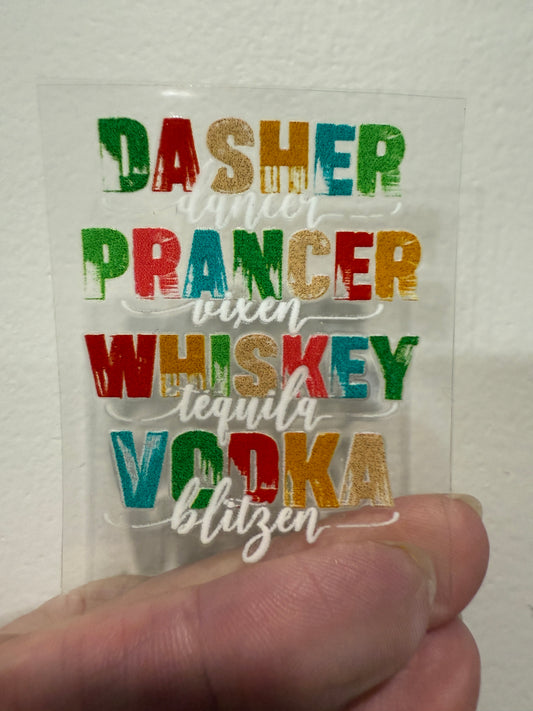 DASHER
dancer
PRANCER
vixen
WHISKEY
tequila
VODKA
blitzen